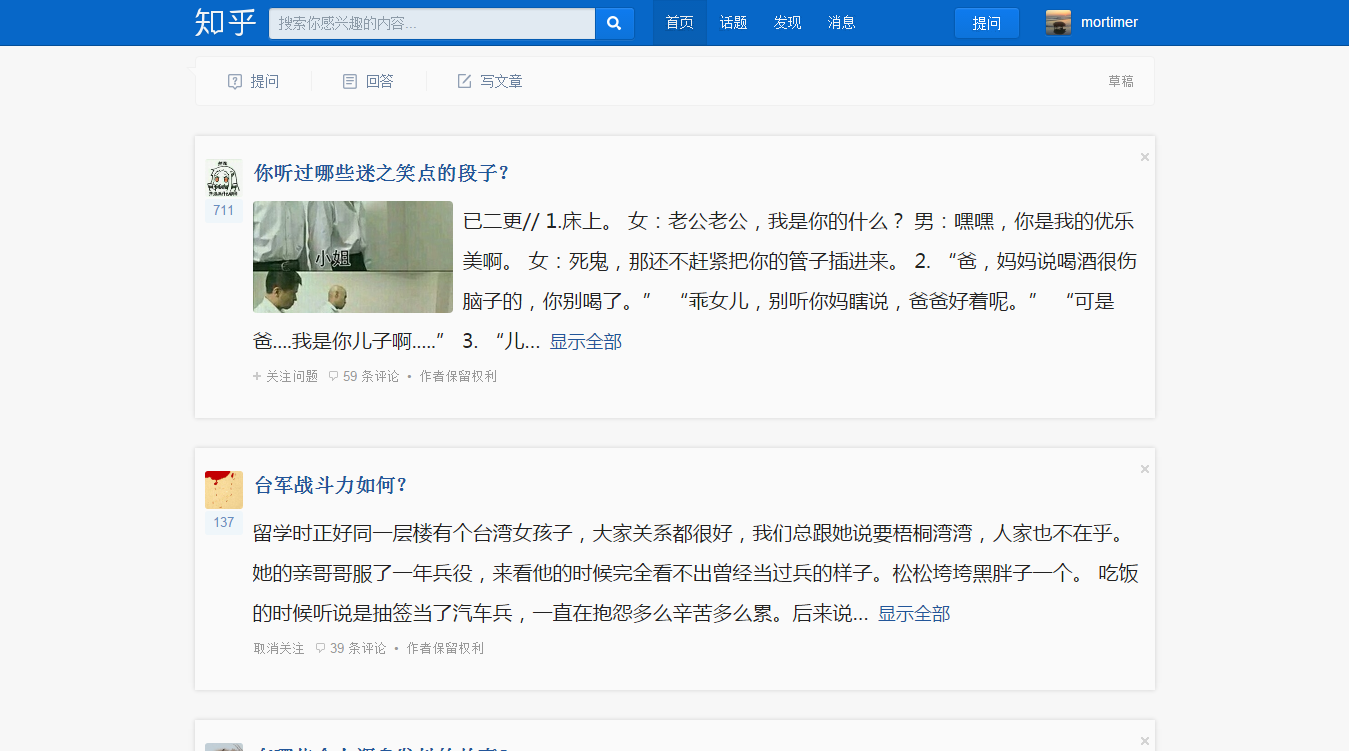 知乎 搜索你感兴趣的内容... 首页 话题 发现 消息 提问 mortimer
提问 回答 写文章 草稿
你听过哪些迷之笑点的段子?
711
小姐
已二更// 1.床上。 女：老公老公，我是你的什么？ 男：嘿嘿，你是我的优乐
美啊。 女：死鬼，那还不赶紧把你的管子插进来。 2. “爸，妈妈说喝酒很伤
脑子的，你别喝了。” “乖女儿，别听你妈瞎说，爸爸好着呢。” “可是
爸....我是你儿子啊.....” 3. “儿... 显示全部
+ 关注问题 59 条评论 • 作者保留权利
台军战斗力如何?
137
留学时正好同一层楼有个台湾女孩子，大家关系都很好，我们总跟她说要梧桐湾湾，人家也不在乎。
她的亲哥哥服了一年兵役，来看他的时候完全看不出曾经当过兵的样子。松松垮垮黑胖子一个。 吃饭
的时候听说是抽签当了汽车兵，一直在抱怨多么辛苦多么累。后来说... 显示全部
取消关注 39 条评论 • 作者保留权利